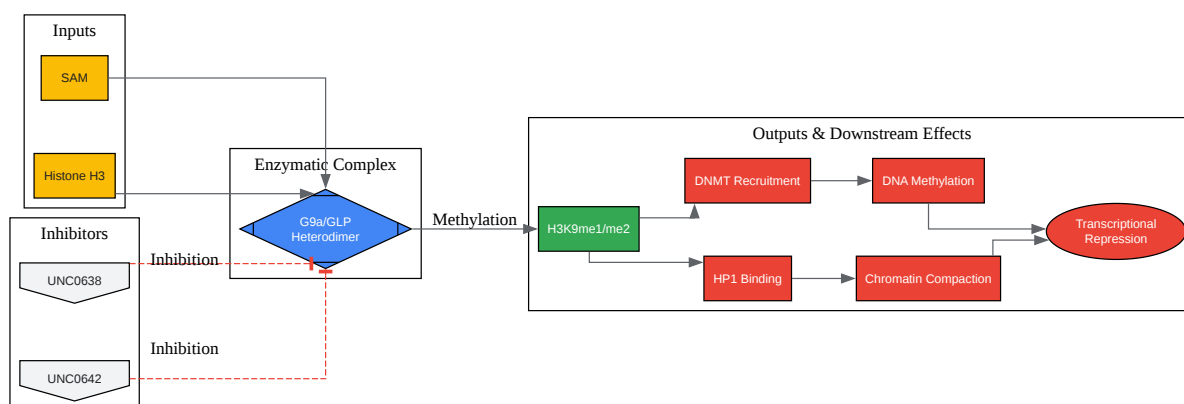 Inputs
SAM
Histone H3
Inhibitors
UNC0638
UNC0642
Inhibition
Inhibition
Enzymatic Complex
G9a/GLP
Heterodimer
Methylation
Outputs & Downstream Effects
H3K9me1/me2
DNMT Recruitment
DNA Methylation
HP1 Binding
Chromatin Compaction
Transcriptional
Repression